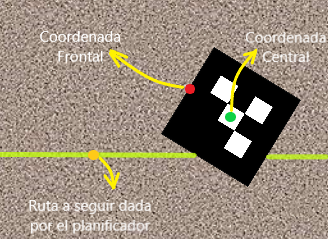 Coordenada
Frontal
Coordenada
Central
Ruta a seguir dada
por el planificador